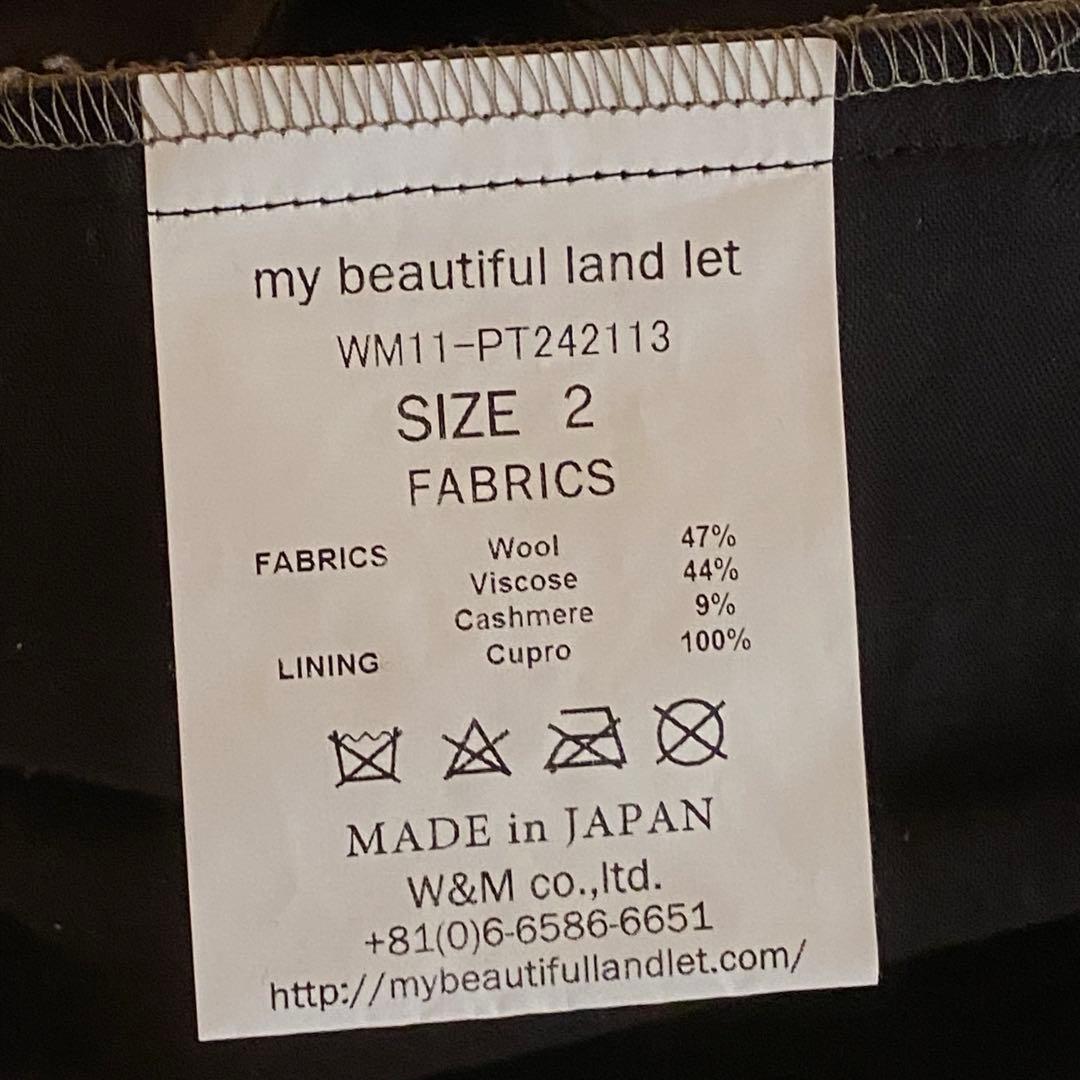 my beautiful land let
WM11-PT242113
SIZE 2
FABRICS
FABRICS Wool 47%
Viscose 44%
Cashmere 9%
LINING Cupro 100%
MADE in JAPAN
W&M co.,ltd.
+81(0)6-6586-6651
http://mybeautifullandlet.com/